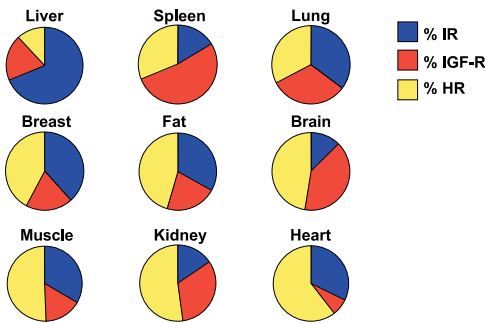 Liver Spleen Lung
% IR
% IGF-R
% HR
Breast Fat Brain
Muscle Kidney Heart